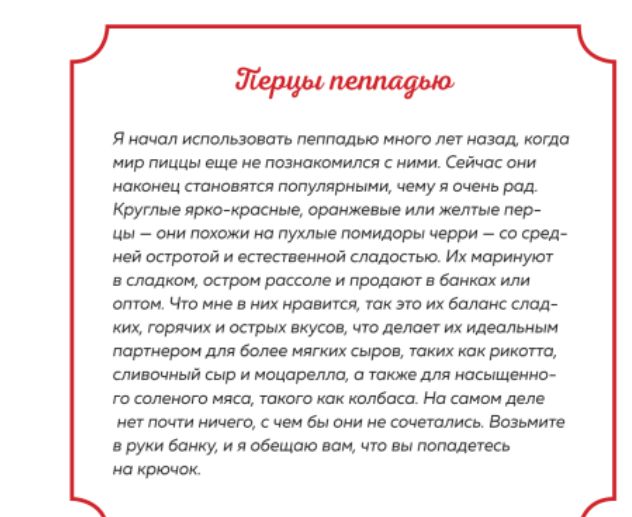 Перцы пеппадью
Я начал использовать пеппадью много лет назад, когда
мир пиццы еще не познакомился с ними. Сейчас они
наконец становятся популярными, чему я очень рад.
Круглые ярко-красные, оранжевые или желтые пер-
цы — они похожи на пухлые помидоры черри — со сред-
ней остротой и естественной сладостью. Их маринуют
в сладком, остром рассоле и продают в банках или
оптом. Что мне в них нравится, так это их баланс слад-
ких, горячих и острых вкусов, что делает их идеальным
партнером для более мягких сыров, таких как рикотта,
сливочный сыр и моцарелла, а также для насыщенно-
го соленого мяса, такого как колбаса. На самом деле
нет почти ничего, с чем бы они не сочетались. Возьмите
в руки банку, и я обещаю вам, что вы попадетесь
на крючок.